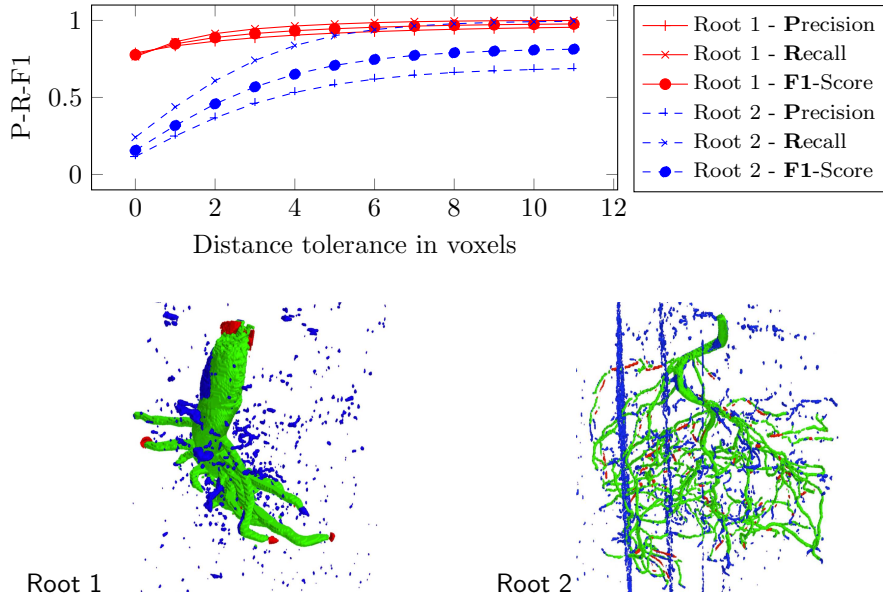 1
0.5
0
P-R-F1
0 2 4 6 8 10 12
Distance tolerance in voxels
Root 1 - Precision
Root 1 - Recall
Root 1 - F1-Score
Root 2 - Precision
Root 2 - Recall
Root 2 - F1-Score
Root 1
Root 2